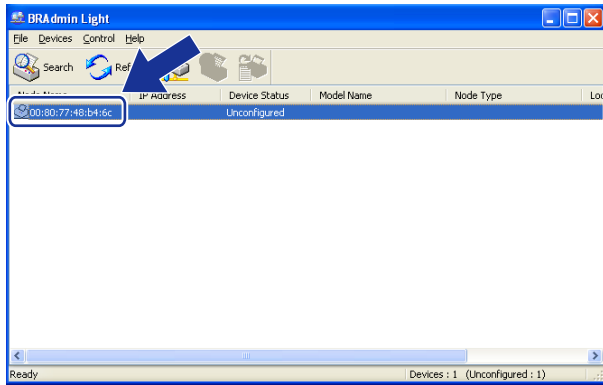 BRAdmin Light
File Devices Control Help
Search
IP Address Device Status Model Name Node Type
00:80:77:48:b4:6c Unconfigured
Ready Devices : 1 (Unconfigured : 1)